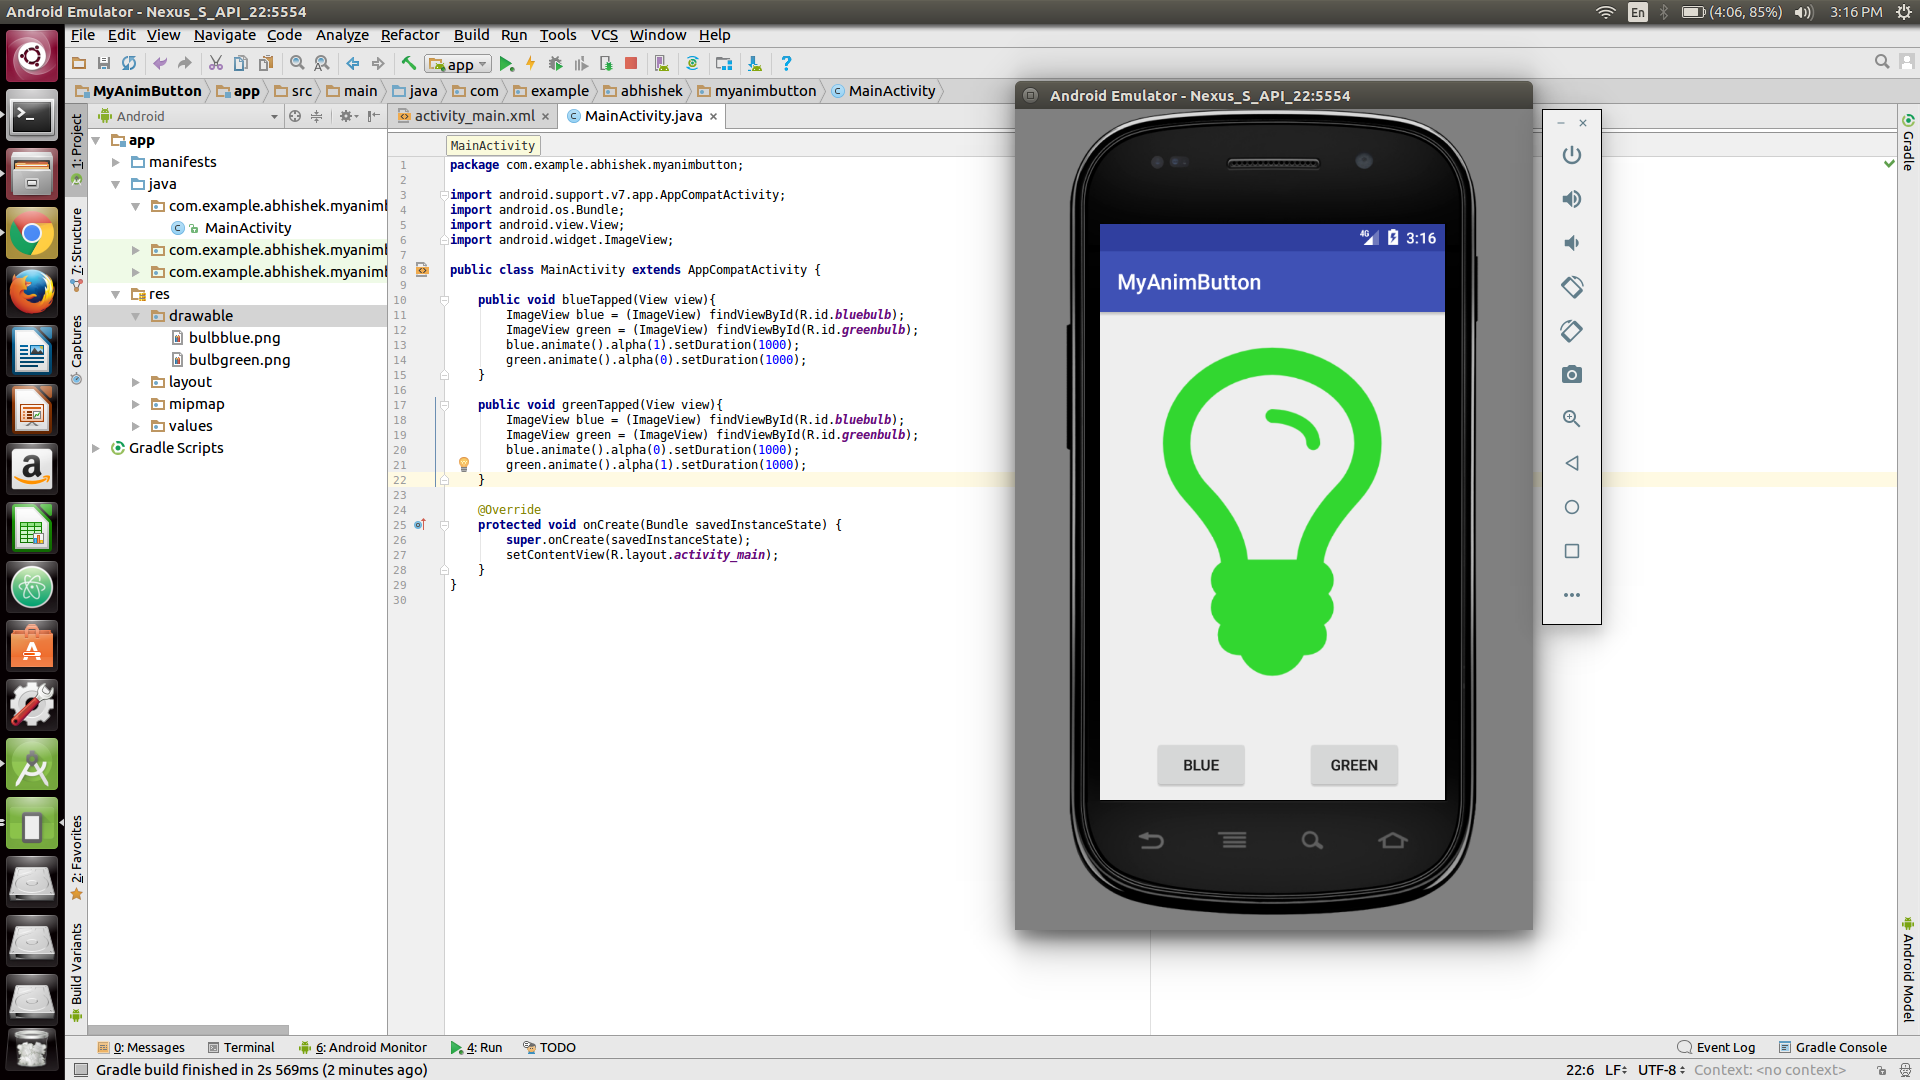 Android Emulator - Nexus_S_API_22:5554
En
(4:06, 85%)
3:16 PM
File Edit View Navigate Code Analyze Refactor Build Run Tools VCS Window Help
app
MyAnimButton app src main java com example abhishek myanimbutton MainActivity
Android
activity_main.xml
MainActivity.java
1: Project
7: Structure
Captures
2: Favorites
Build Variants
app
manifests
java
com.example.abhishek.myanimb
MainActivity
com.example.abhishek.myanimb
com.example.abhishek.myanimb
res
drawable
bulbblue.png
bulbgreen.png
layout
mipmap
values
Gradle Scripts
MainActivity
1 package com.example.abhishek.myanimbutton;
2
3 import android.support.v7.app.AppCompatActivity;
4 import android.os.Bundle;
5 import android.view.View;
6 import android.widget.ImageView;
7
8 public class MainActivity extends AppCompatActivity {
9
10 public void blueTapped(View view){
11 ImageView blue = (ImageView) findViewById(R.id.bluebulb);
12 ImageView green = (ImageView) findViewById(R.id.greenbulb);
13 blue.animate().alpha(1).setDuration(1000);
14 green.animate().alpha(0).setDuration(1000);
15 }
16
17 public void greenTapped(View view){
18 ImageView blue = (ImageView) findViewById(R.id.bluebulb);
19 ImageView green = (ImageView) findViewById(R.id.greenbulb);
20 blue.animate().alpha(0).setDuration(1000);
21 green.animate().alpha(1).setDuration(1000);
22 }
23
24 @Override
25 protected void onCreate(Bundle savedInstanceState) {
26 super.onCreate(savedInstanceState);
27 setContentView(R.layout.activity_main);
28 }
29 }
30
Android Emulator - Nexus_S_API_22:5554
4G
3:16
MyAnimButton
BLUE
GREEN
Gradle
Android Model
0: Messages Terminal 6: Android Monitor 4: Run TODO Event Log Gradle Console
Gradle build finished in 2s 569ms (2 minutes ago)
22:6 LF UTF-8 Context: <no context>